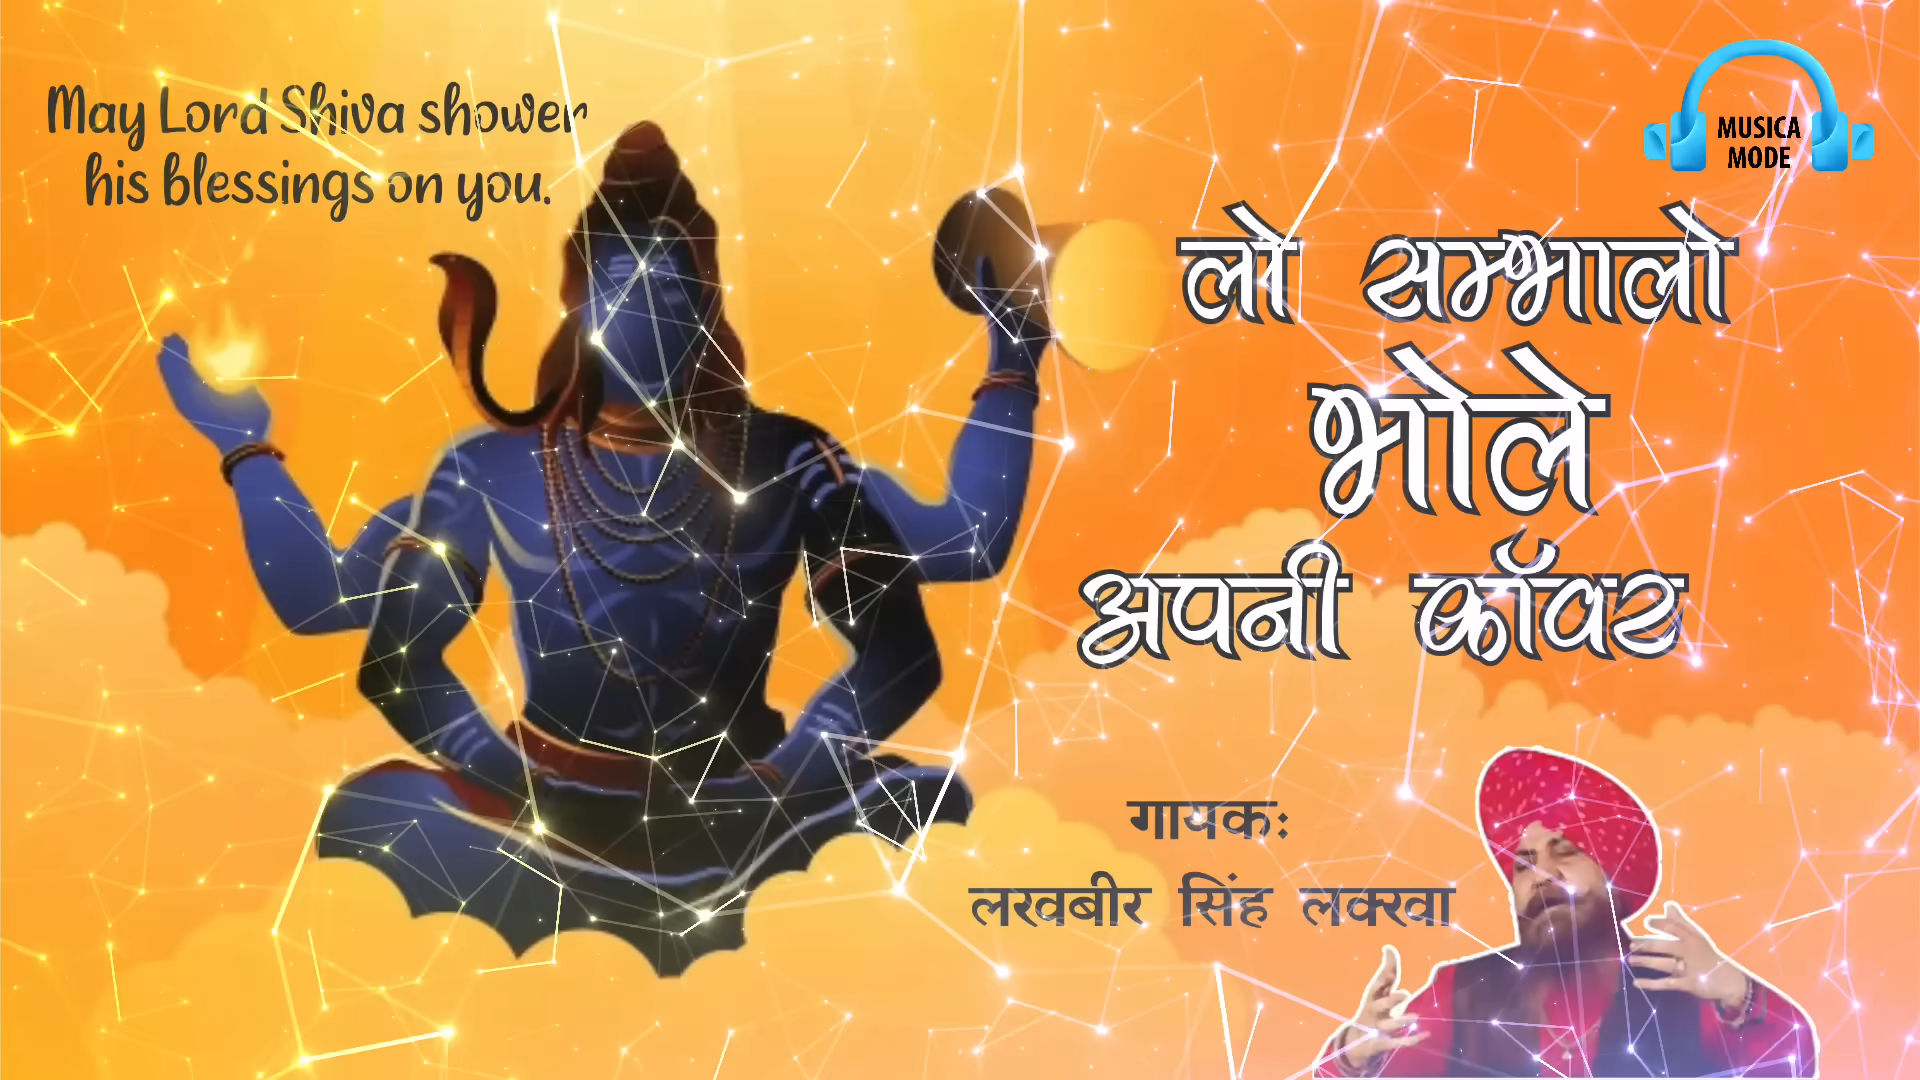 May Lord Shiva shower
his blessings on you.
MUSICA
MODE
लो सम्भालो
भोले
अपनी कॉवर
गायकः
लखबीर सिंह लक्खा